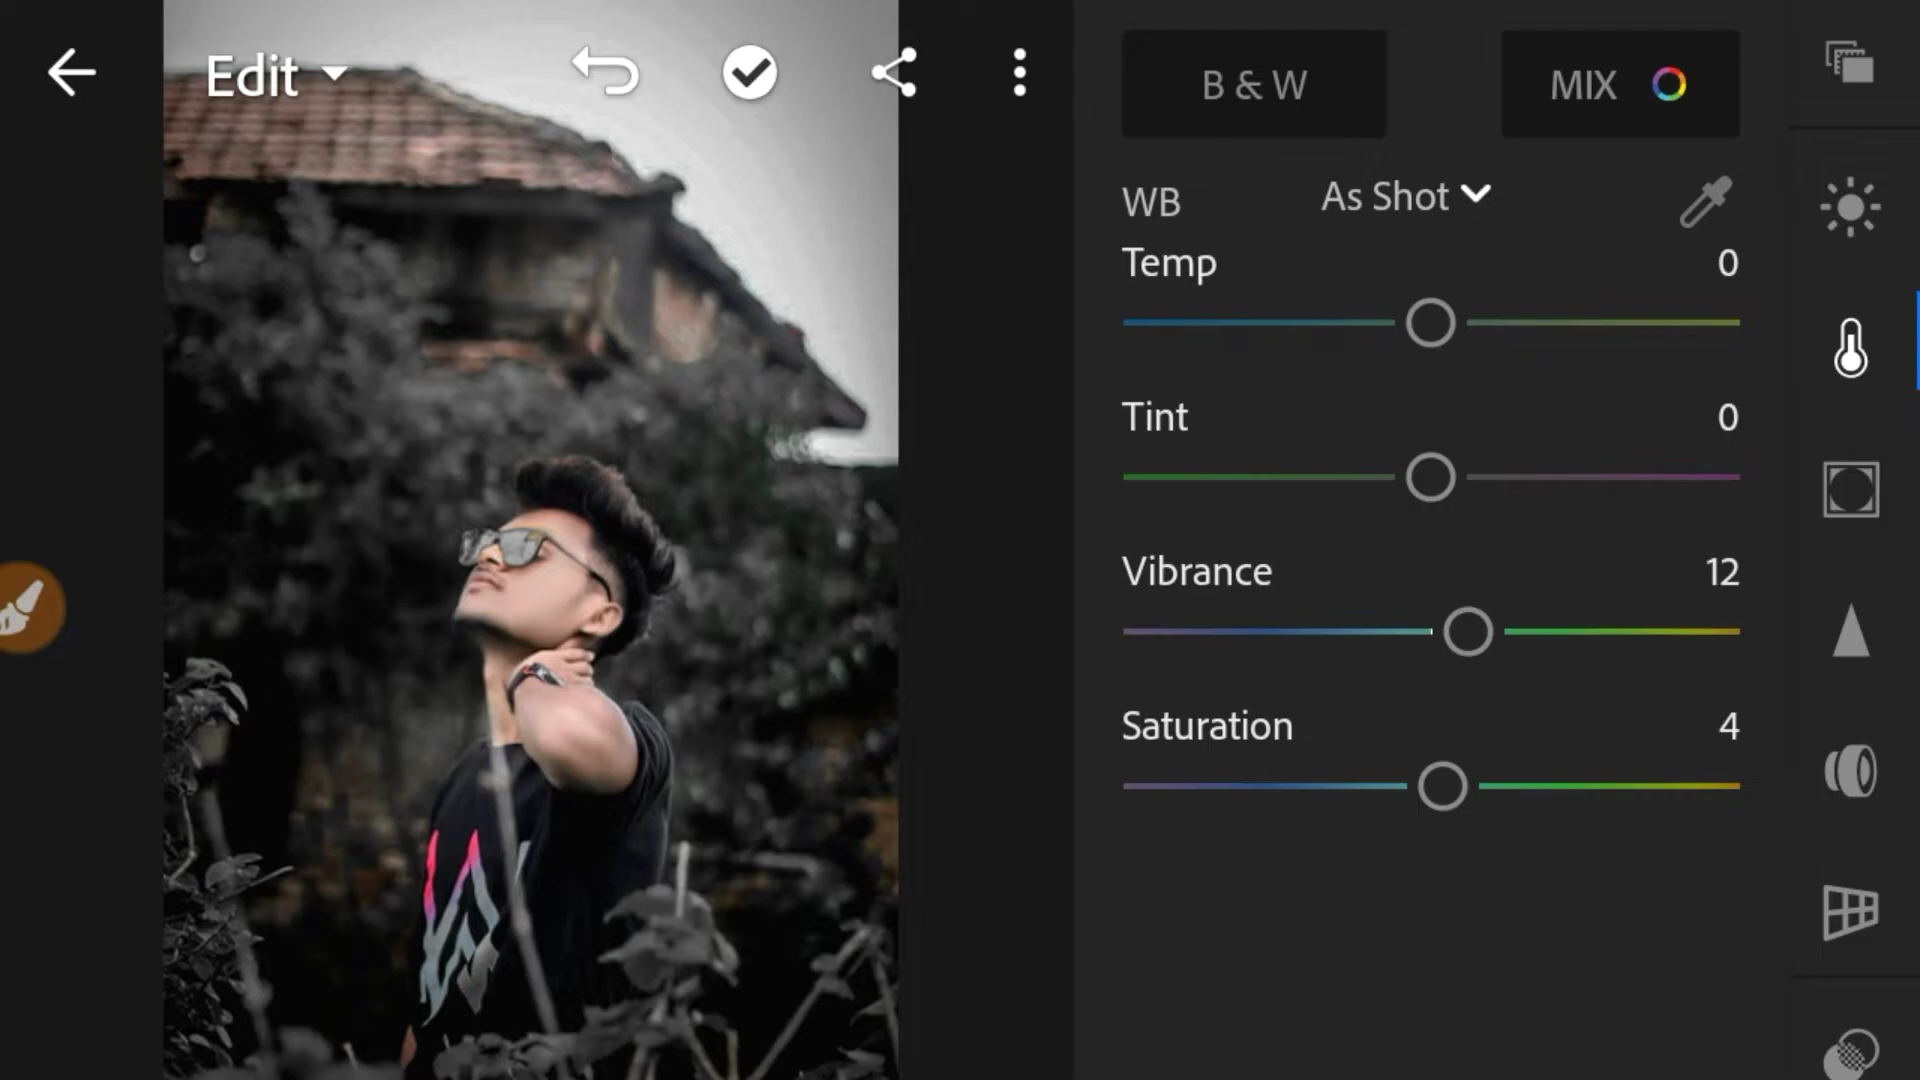 Edit
B & W
MIX
WB
As Shot
Temp
0
Tint
0
Vibrance
12
Saturation
4